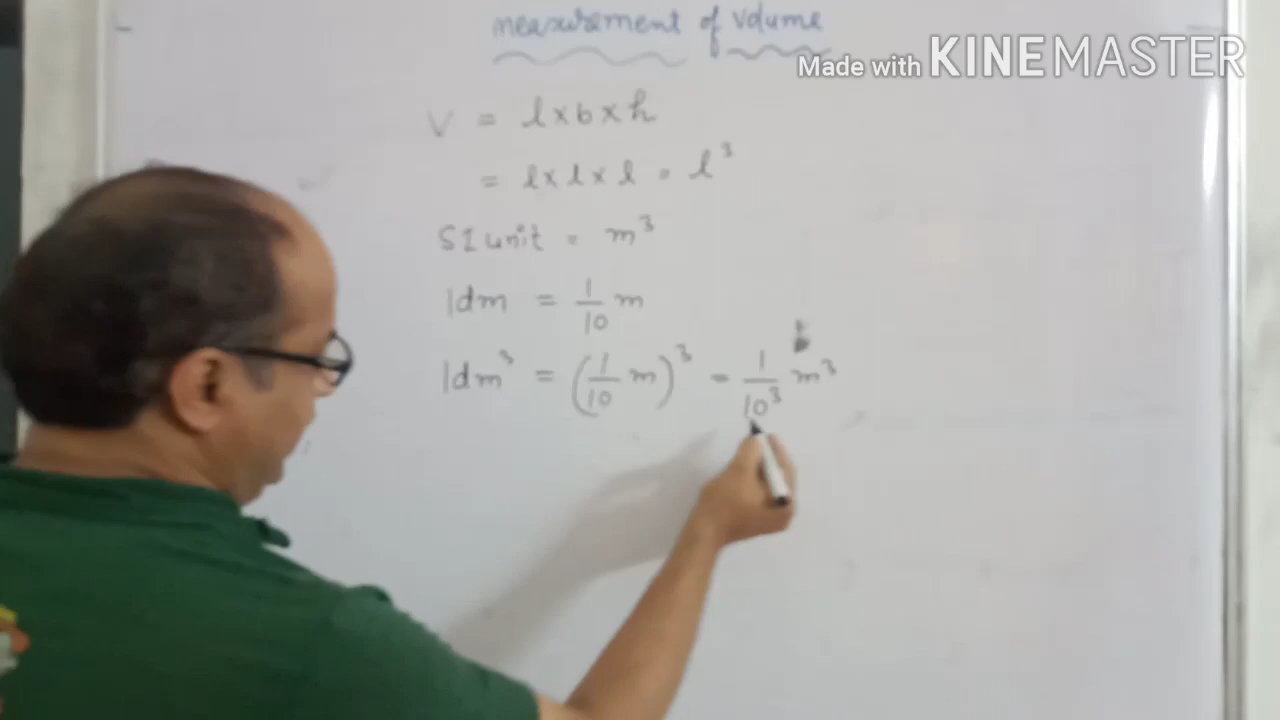 measurement of volume
Made with KINEMASTER
V = l x b x h
= l x l x l = l³
SI unit = m³
1dm = 1/10 m
1dm³ = (1/10 m)³ = 1/10³ m³